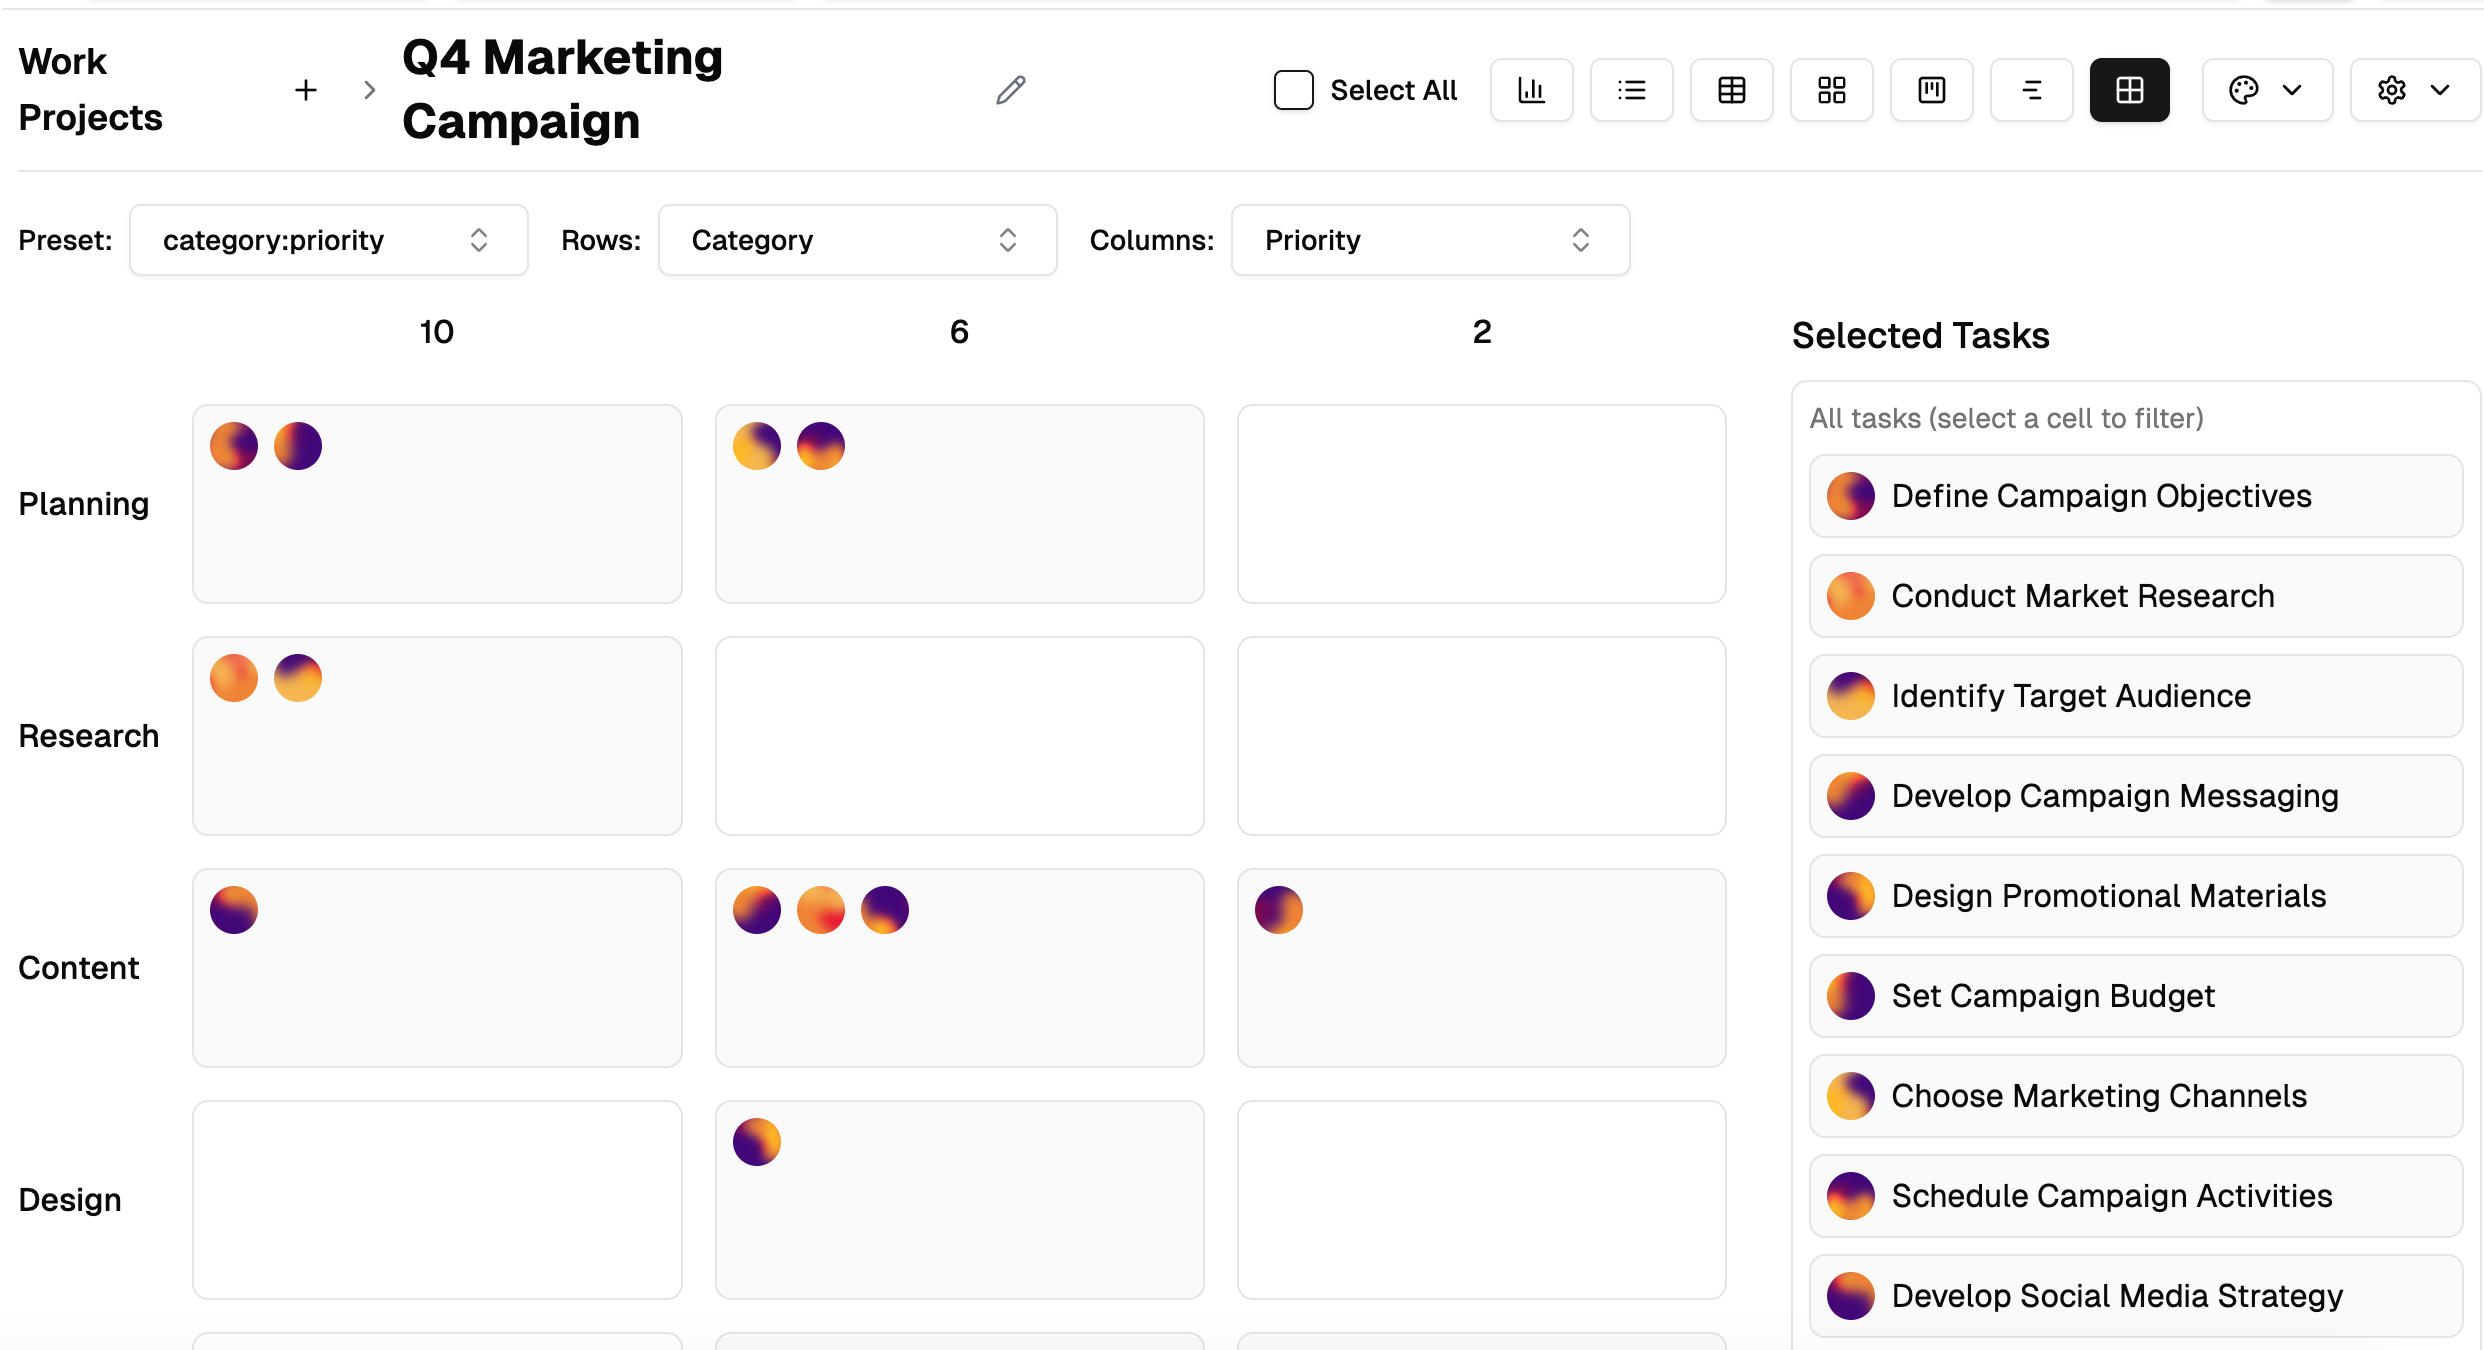 Work
Projects
Q4 Marketing
Campaign
Select All
Preset: category:priority Rows: Category Columns: Priority
10 6 2
Selected Tasks
All tasks (select a cell to filter)
Planning
Research
Content
Design
Define Campaign Objectives
Conduct Market Research
Identify Target Audience
Develop Campaign Messaging
Design Promotional Materials
Set Campaign Budget
Choose Marketing Channels
Schedule Campaign Activities
Develop Social Media Strategy